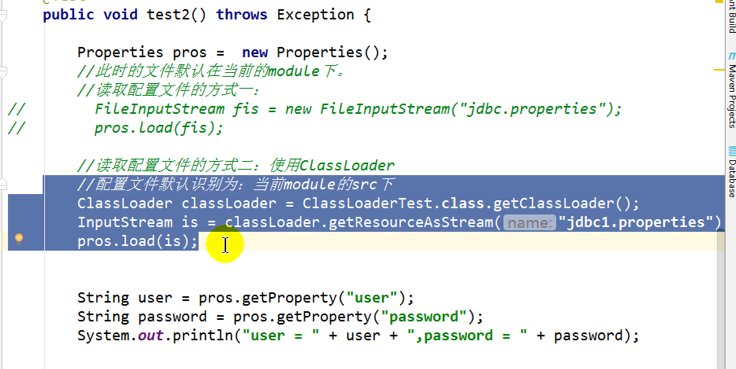 public void test2() throws Exception {
Properties pros =  new Properties();
//此时的文件默认在当前的module下。
//读取配置文件的方式一：
//        FileInputStream fis = new FileInputStream("jdbc.properties");
//        pros.load(fis);
//读取配置文件的方式二：使用ClassLoader
//配置文件默认识别为：当前module的src下
ClassLoader classLoader = ClassLoaderTest.class.getClassLoader();
InputStream is = classLoader.getResourceAsStream( name: "jdbc1.properties")
pros.load(is);
String user = pros.getProperty("user");
String password = pros.getProperty("password");
System.out.println("user = " + user + ",password = " + password);
Build
Maven Projects
Database